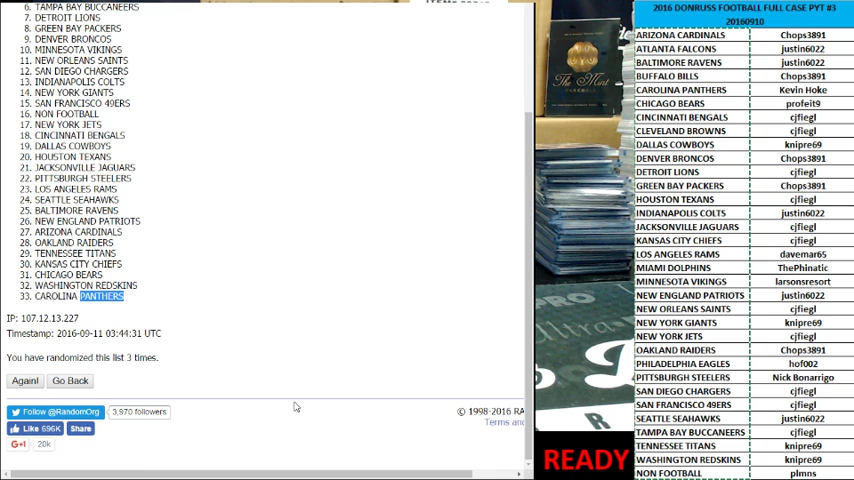 6. TAMPA BAY BUCCANEERS
7. DETROIT LIONS
8. GREEN BAY PACKERS
9. DENVER BRONCOS
10. MINNESOTA VIKINGS
11. NEW ORLEANS SAINTS
12. SAN DIEGO CHARGERS
13. INDIANAPOLIS COLTS
14. NEW YORK GIANTS
15. SAN FRANCISCO 49ERS
16. NON FOOTBALL
17. NEW YORK JETS
18. CINCINNATI BENGALS
19. DALLAS COWBOYS
20. HOUSTON TEXANS
21. JACKSONVILLE JAGUARS
22. PITTSBURGH STEELERS
23. LOS ANGELES RAMS
24. SEATTLE SEAHAWKS
25. BALTIMORE RAVENS
26. NEW ENGLAND PATRIOTS
27. ARIZONA CARDINALS
28. OAKLAND RAIDERS
29. TENNESSEE TITANS
30. KANSAS CITY CHIEFS
31. CHICAGO BEARS
32. WASHINGTON REDSKINS
33. CAROLINA PANTHERS
IP: 107.12.13.227
Timestamp: 2016-09-11 03:44:31 UTC
You have randomized this list 3 times.
Again! Go Back
Follow @RandomOrg 3,970 followers
Like 696K Share
G+1 20k
© 1998-2016 RA
Terms and
The Mint
READY
2016 DONRUSS FOOTBALL FULL CASE PYT #3
20160910
ARIZONA CARDINALS Chops3891
ATLANTA FALCONS justin6022
BALTIMORE RAVENS justin6022
BUFFALO BILLS Chops3891
CAROLINA PANTHERS Kevin Hoke
CHICAGO BEARS profeit9
CINCINNATI BENGALS cjfiegl
CLEVELAND BROWNS cjfiegl
DALLAS COWBOYS knipre69
DENVER BRONCOS Chops3891
DETROIT LIONS cjfiegl
GREEN BAY PACKERS Chops3891
HOUSTON TEXANS cjfiegl
INDIANAPOLIS COLTS justin6022
JACKSONVILLE JAGUARS cjfiegl
KANSAS CITY CHIEFS cjfiegl
LOS ANGELES RAMS davemar65
MIAMI DOLPHINS ThePhinatic
MINNESOTA VIKINGS larsonsresort
NEW ENGLAND PATRIOTS justin6022
NEW ORLEANS SAINTS cjfiegl
NEW YORK GIANTS knipre69
NEW YORK JETS cjfiegl
OAKLAND RAIDERS Chops3891
PHILADELPHIA EAGLES hof002
PITTSBURGH STEELERS Nick Bonarrigo
SAN DIEGO CHARGERS cjfiegl
SAN FRANCISCO 49ERS cjfiegl
SEATTLE SEAHAWKS justin6022
TAMPA BAY BUCCANEERS cjfiegl
TENNESSEE TITANS knipre69
WASHINGTON REDSKINS knipre69
NON FOOTBALL plmns